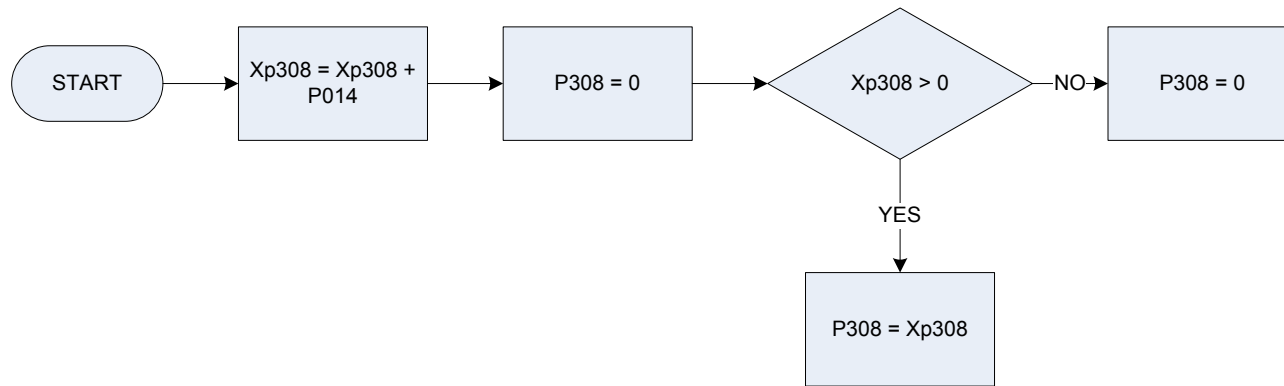 START
Xp308 = Xp308 +
P014
P308 = 0
Xp308 > 0
NO
P308 = 0
YES
P308 = Xp308